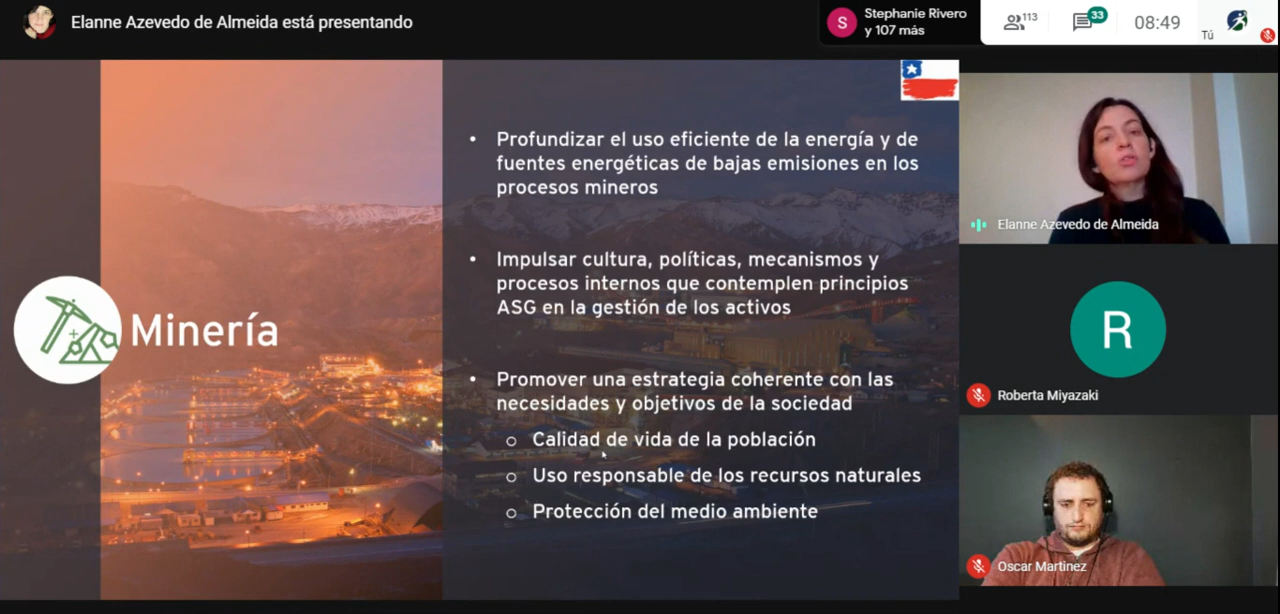 Elanne Azevedo de Almeida está presentando
S
Stephanie Rivero
y 107 más
113
33
08:49
Tú
Minería
• Profundizar el uso eficiente de la energía y de
fuentes energéticas de bajas emisiones en los
procesos mineros
• Impulsar cultura, políticas, mecanismos y
procesos internos que contemplen principios
ASG en la gestión de los activos
• Promover una estrategia coherente con las
necesidades y objetivos de la sociedad
o Calidad de vida de la población
o Uso responsable de los recursos naturales
o Protección del medio ambiente
Elanne Azevedo de Almeida
R
Roberta Miyazaki
Oscar Martinez